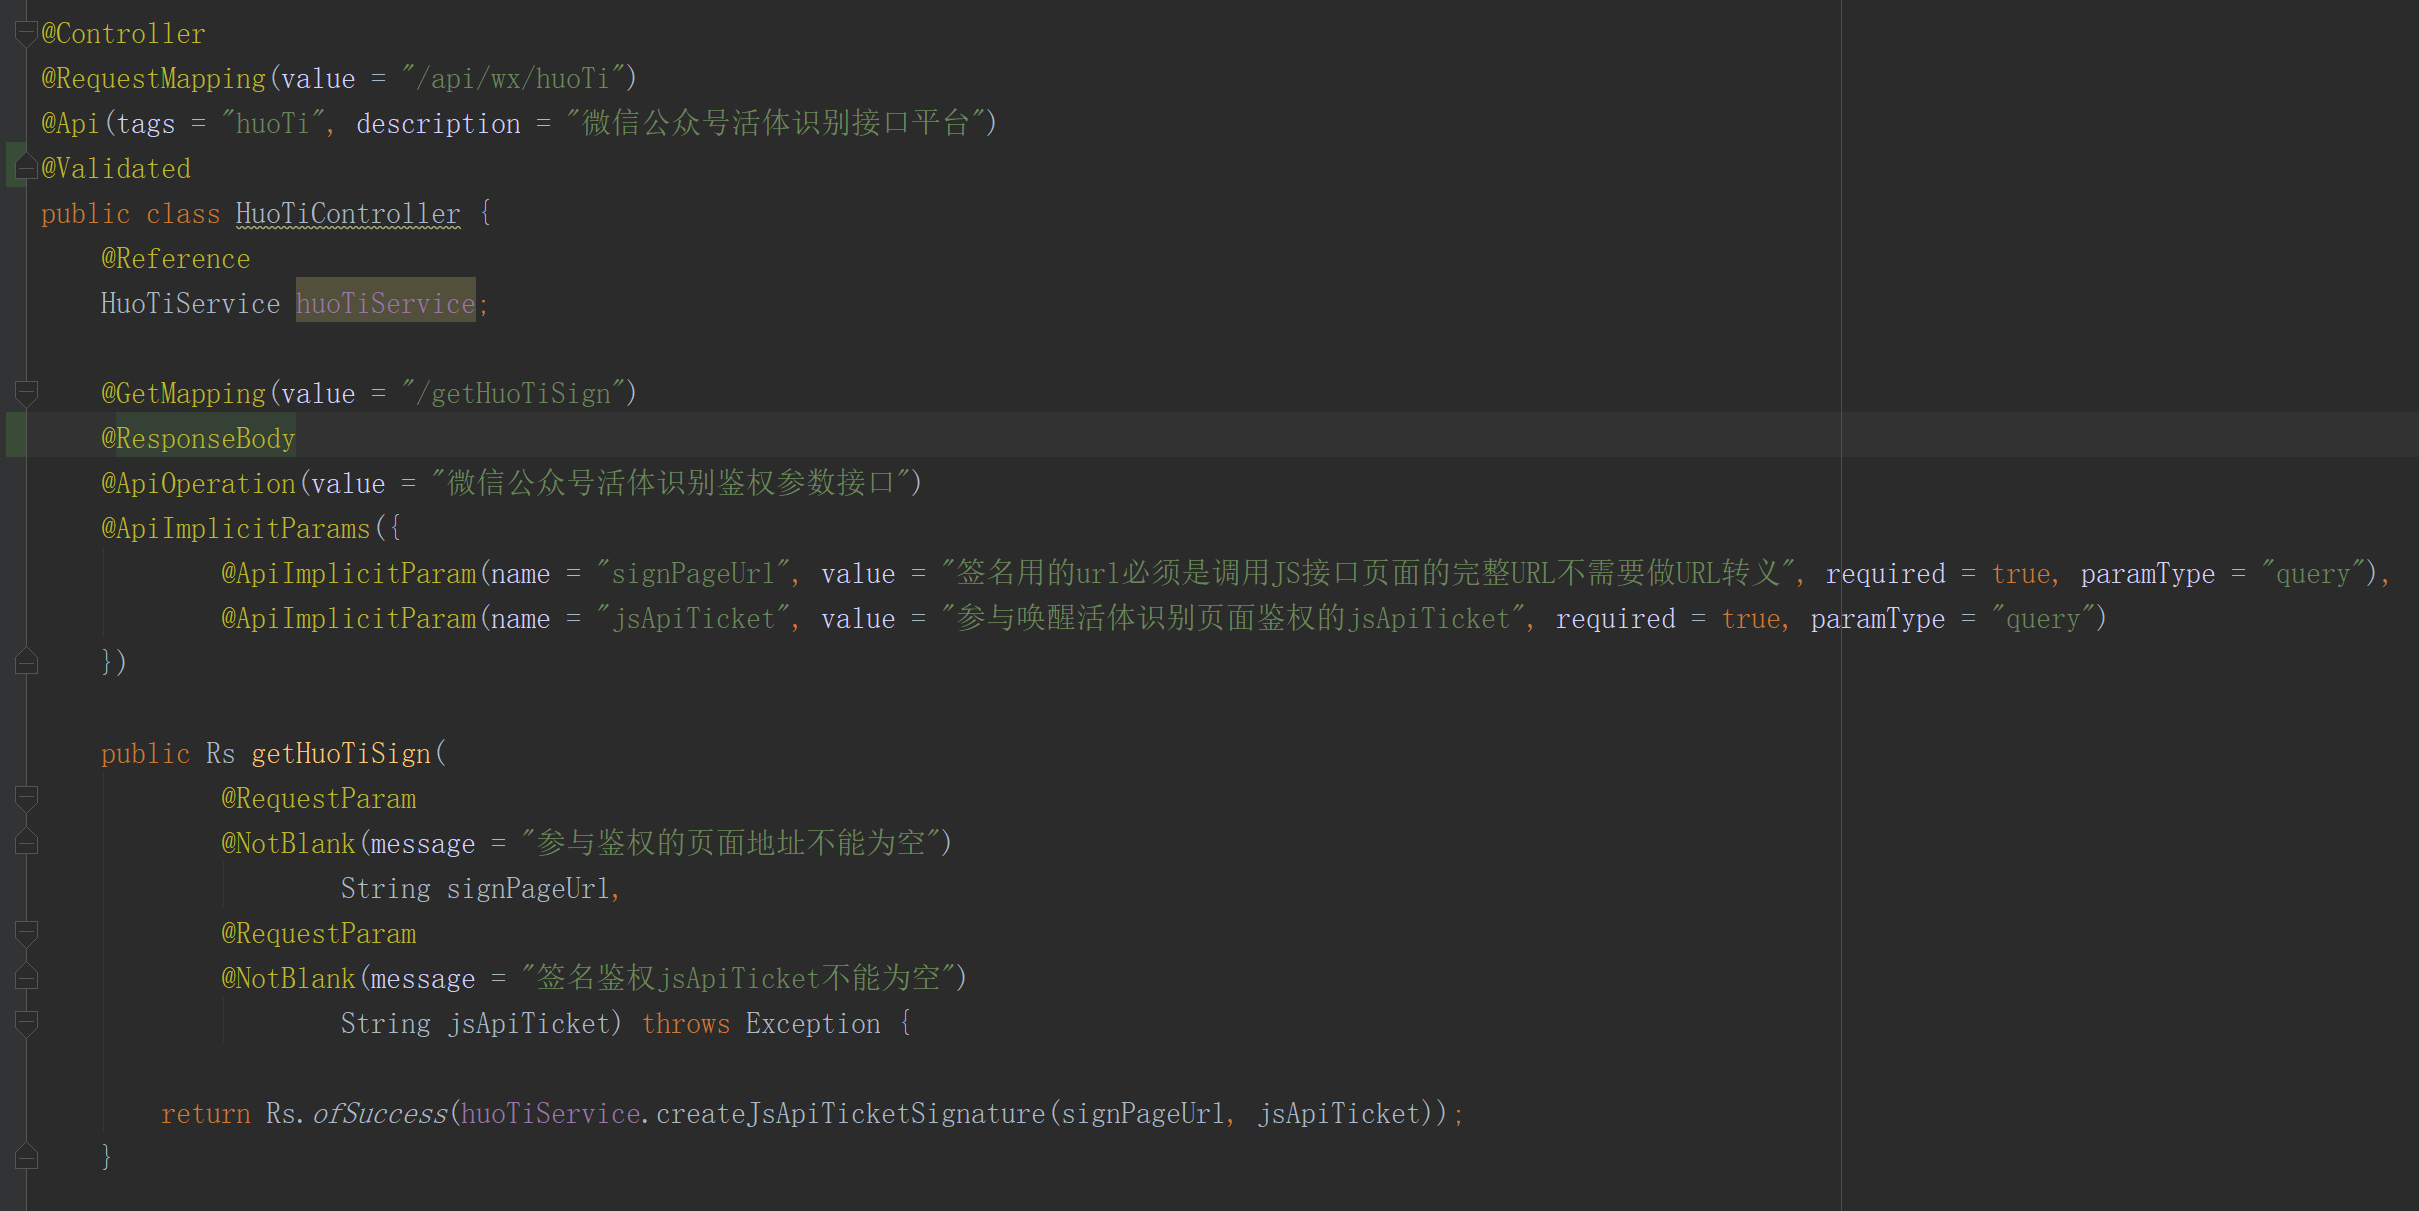 @Controller
@RequestMapping(value = "/api/wx/huoTi")
@Api(tags = "huoTi", description = "微信公众号活体识别接口平台")
@Validated
public class HuoTiController {
@Reference
HuoTiService huoTiService;
@GetMapping(value = "/getHuoTiSign")
@ResponseBody
@ApiOperation(value = "微信公众号活体识别鉴权参数接口")
@ApiImplicitParams({
@ApiImplicitParam(name = "signPageUrl", value = "签名用的url必须是调用JS接口页面的完整URL不需要做URL转义", required = true, paramType = "query"),
@ApiImplicitParam(name = "jsApiTicket", value = "参与唤醒活体识别页面鉴权的jsApiTicket", required = true, paramType = "query")
})
public Rs getHuoTiSign(
@RequestParam
@NotBlank(message = "参与鉴权的页面地址不能为空")
String signPageUrl,
@RequestParam
@NotBlank(message = "签名鉴权jsApiTicket不能为空")
String jsApiTicket) throws Exception {
return Rs.ofSuccess(huoTiService.createJsApiTicketSignature(signPageUrl, jsApiTicket));
}